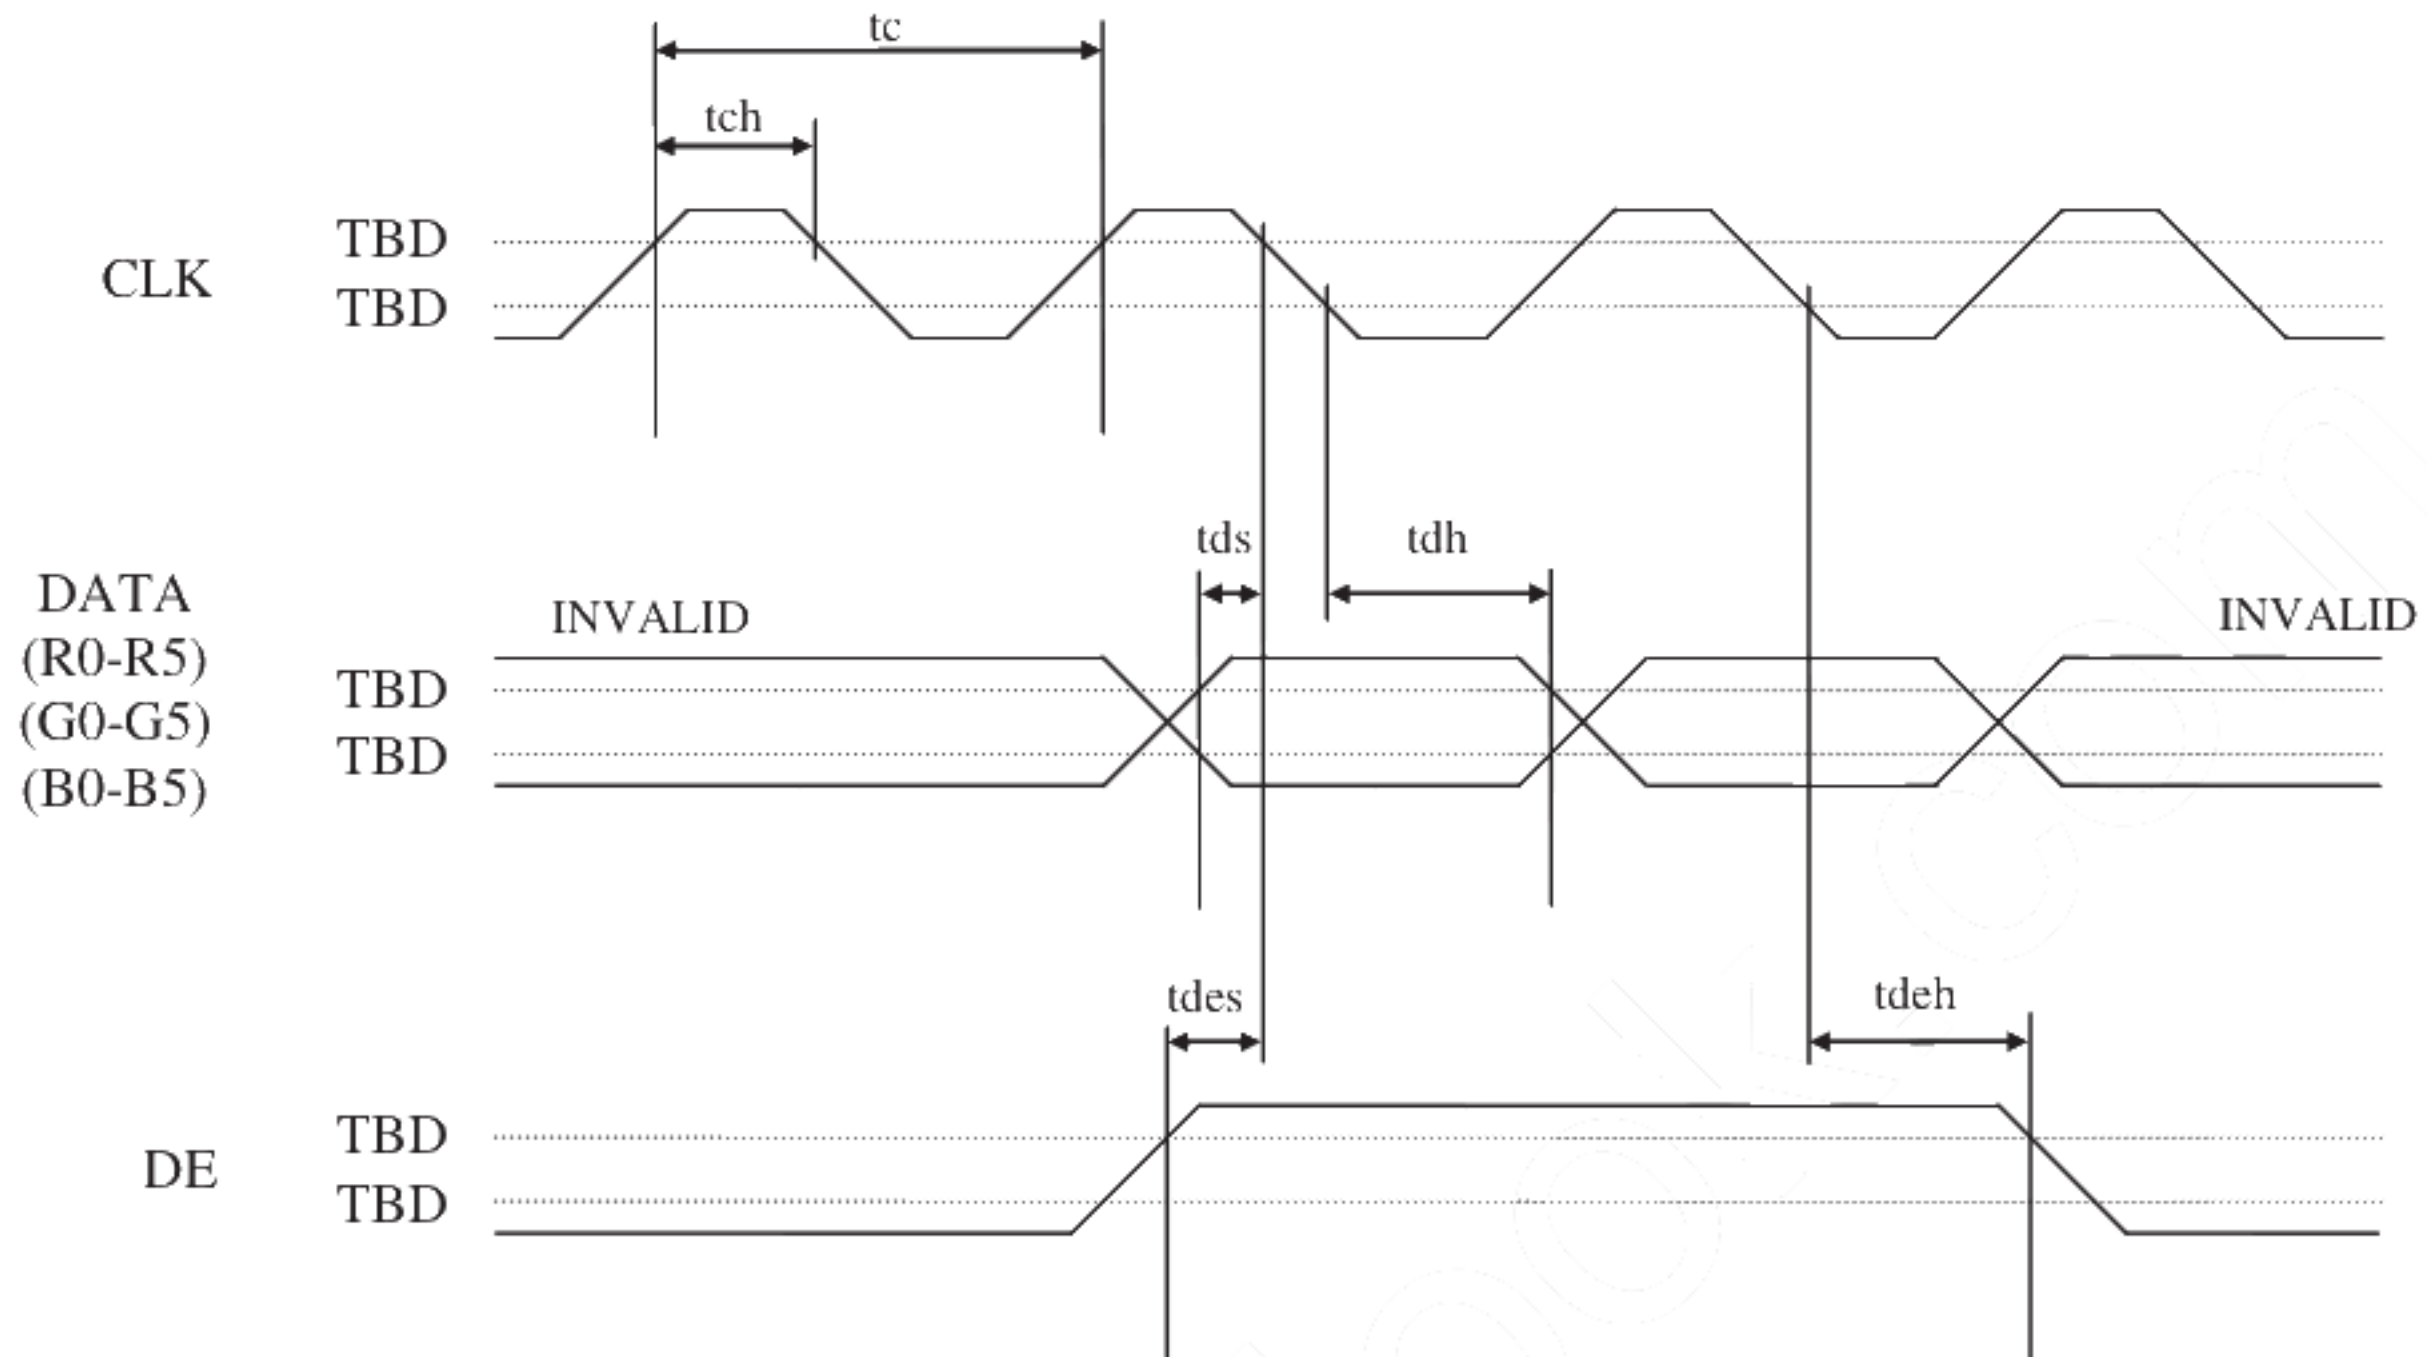 tc
tch
TBD
CLK
TBD
tds tdh
DATA
INVALID INVALID
(R0-R5)
TBD
(G0-G5)
TBD
(B0-B5)
tdes tdeh
TBD
DE
TBD